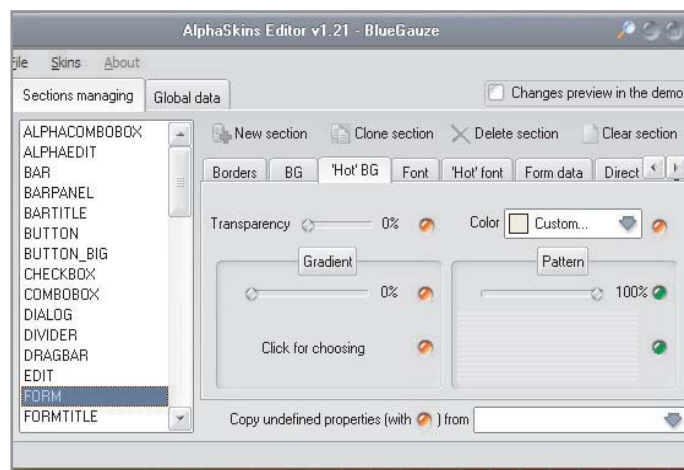 AlphaSkins Editor v1.21 - BlueGauze
File Skins About
Sections managing Global data
Changes preview in the demo
ALPHACOMBOBOX
ALPHAEDIT
BAR
BARPANEL
BARTITLE
BUTTON
BUTTON_BIG
CHECKBOX
COMBOBOX
DIALOG
DIVIDER
DRAGBAR
EDIT
FORM
FORMTITLE
New section Clone section Delete section Clear section
Borders BG 'Hot' BG Font 'Hot' font Form data Direct
Transparency 0% Color Custom...
Gradient
0%
Click for choosing
Pattern
100%
Copy undefined properties (with ) from